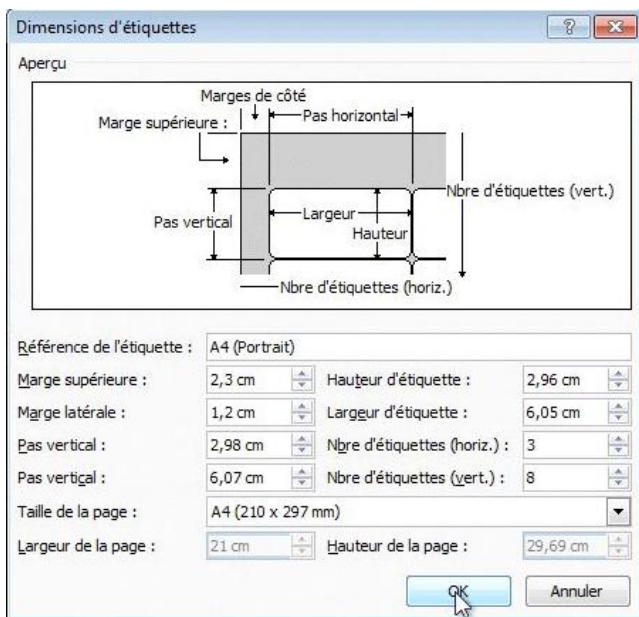 Dimensions d'étiquettes
Aperçu
Marges de côté
Marge supérieure :
Pas horizontal
Nbre d'étiquettes (vert.)
Pas vertical
Largeur
Hauteur
Nbre d'étiquettes (horiz.)
Référence de l'étiquette : A4 (Portrait)
Marge supérieure : 2,3 cm Hauteur d'étiquette : 2,96 cm
Marge latérale : 1,2 cm Largeur d'étiquette : 6,05 cm
Pas vertical : 2,98 cm Nbre d'étiquettes (horiz.) : 3
Pas vertical : 6,07 cm Nbre d'étiquettes (vert.) : 8
Taille de la page : A4 (210 x 297 mm)
Largeur de la page : 21 cm Hauteur de la page : 29,69 cm
OK Annuler